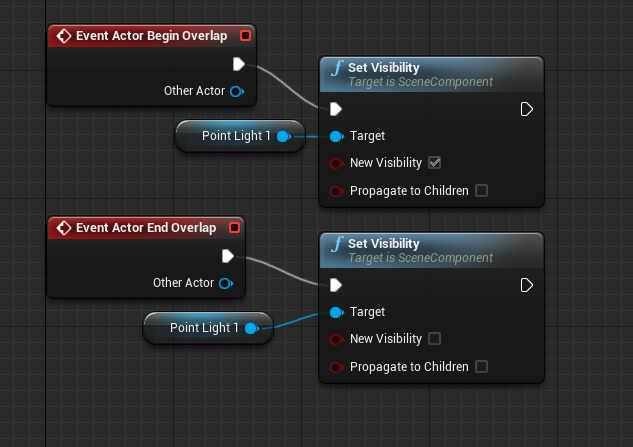 Event Actor Begin Overlap
Other Actor
Point Light 1
f Set Visibility
Target is SceneComponent
Target
New Visibility
Propagate to Children
Event Actor End Overlap
Other Actor
Point Light 1
f Set Visibility
Target is SceneComponent
Target
New Visibility
Propagate to Children